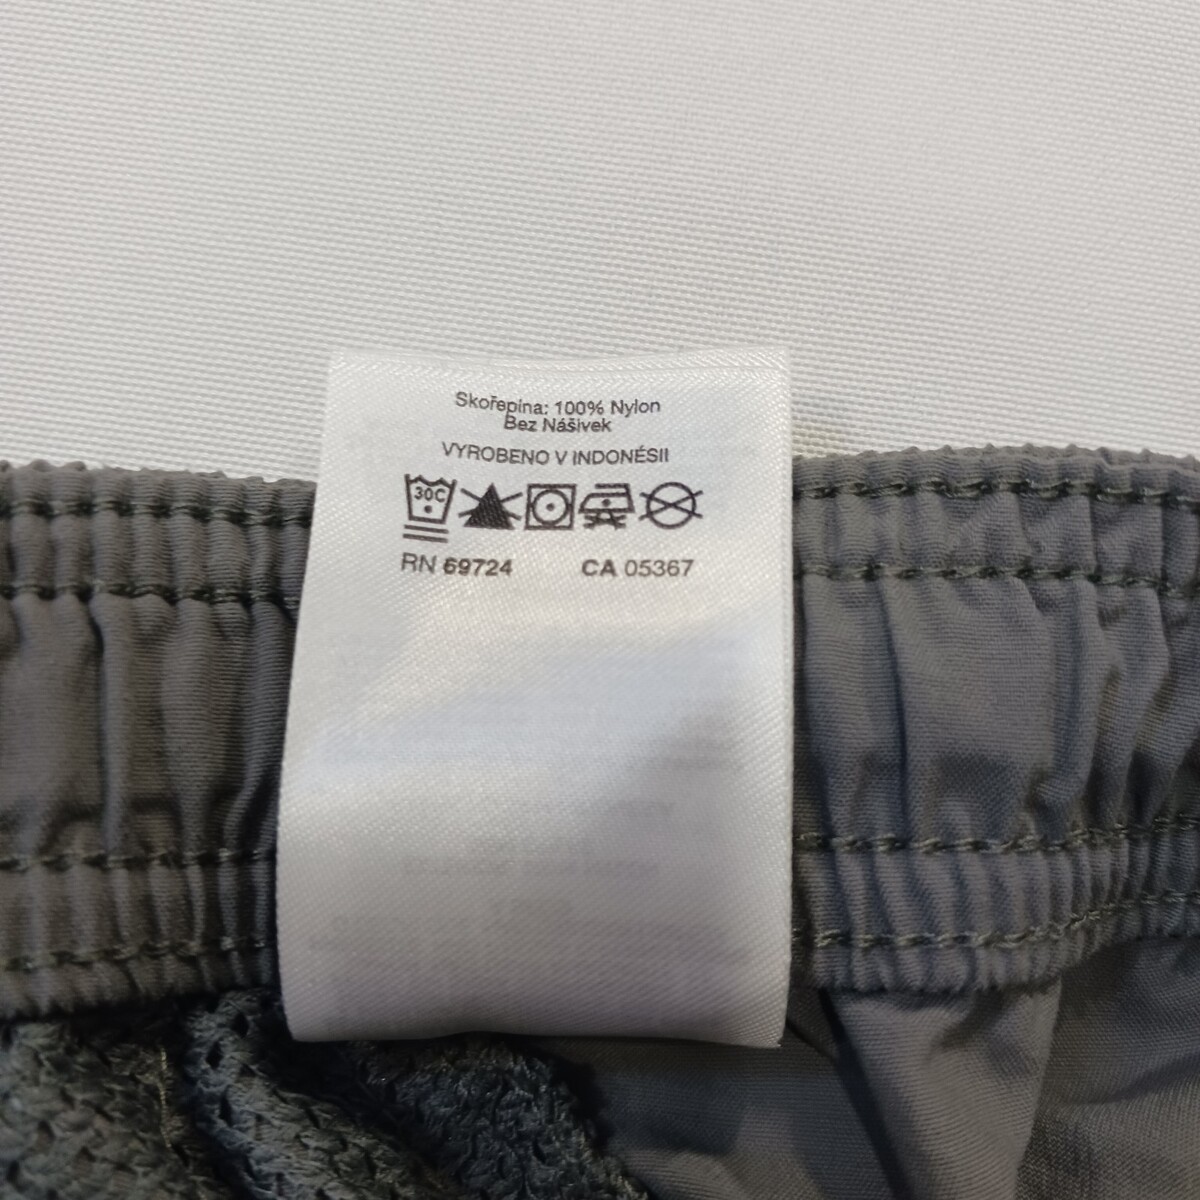 Skořepina: 100% Nylon
Bez Nášivek
VYROBENO V INDONÉSII
30C
RN 69724 CA 05367